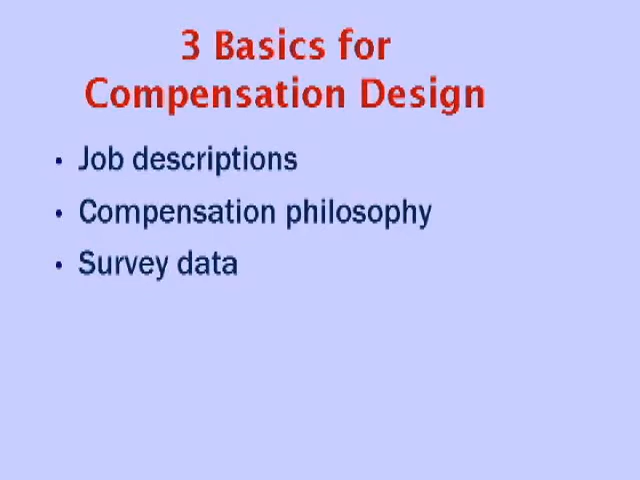 3 Basics for
Compensation Design
• Job descriptions
• Compensation philosophy
• Survey data